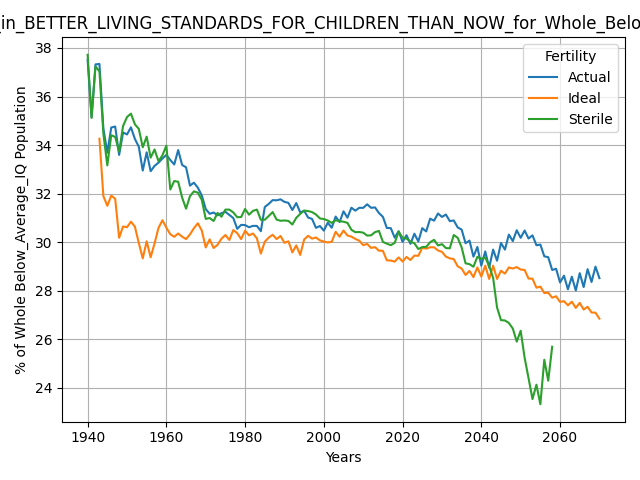 _in_BETTER_LIVING_STANDARDS_FOR_CHILDREN_THAN_NOW_for_Whole_Belo
% of Whole Below_Average_IQ Population
38
36
34
32
30
28
26
24
Fertility
Actual
Ideal
Sterile
1940
1960
1980
2000
2020
2040
2060
Years